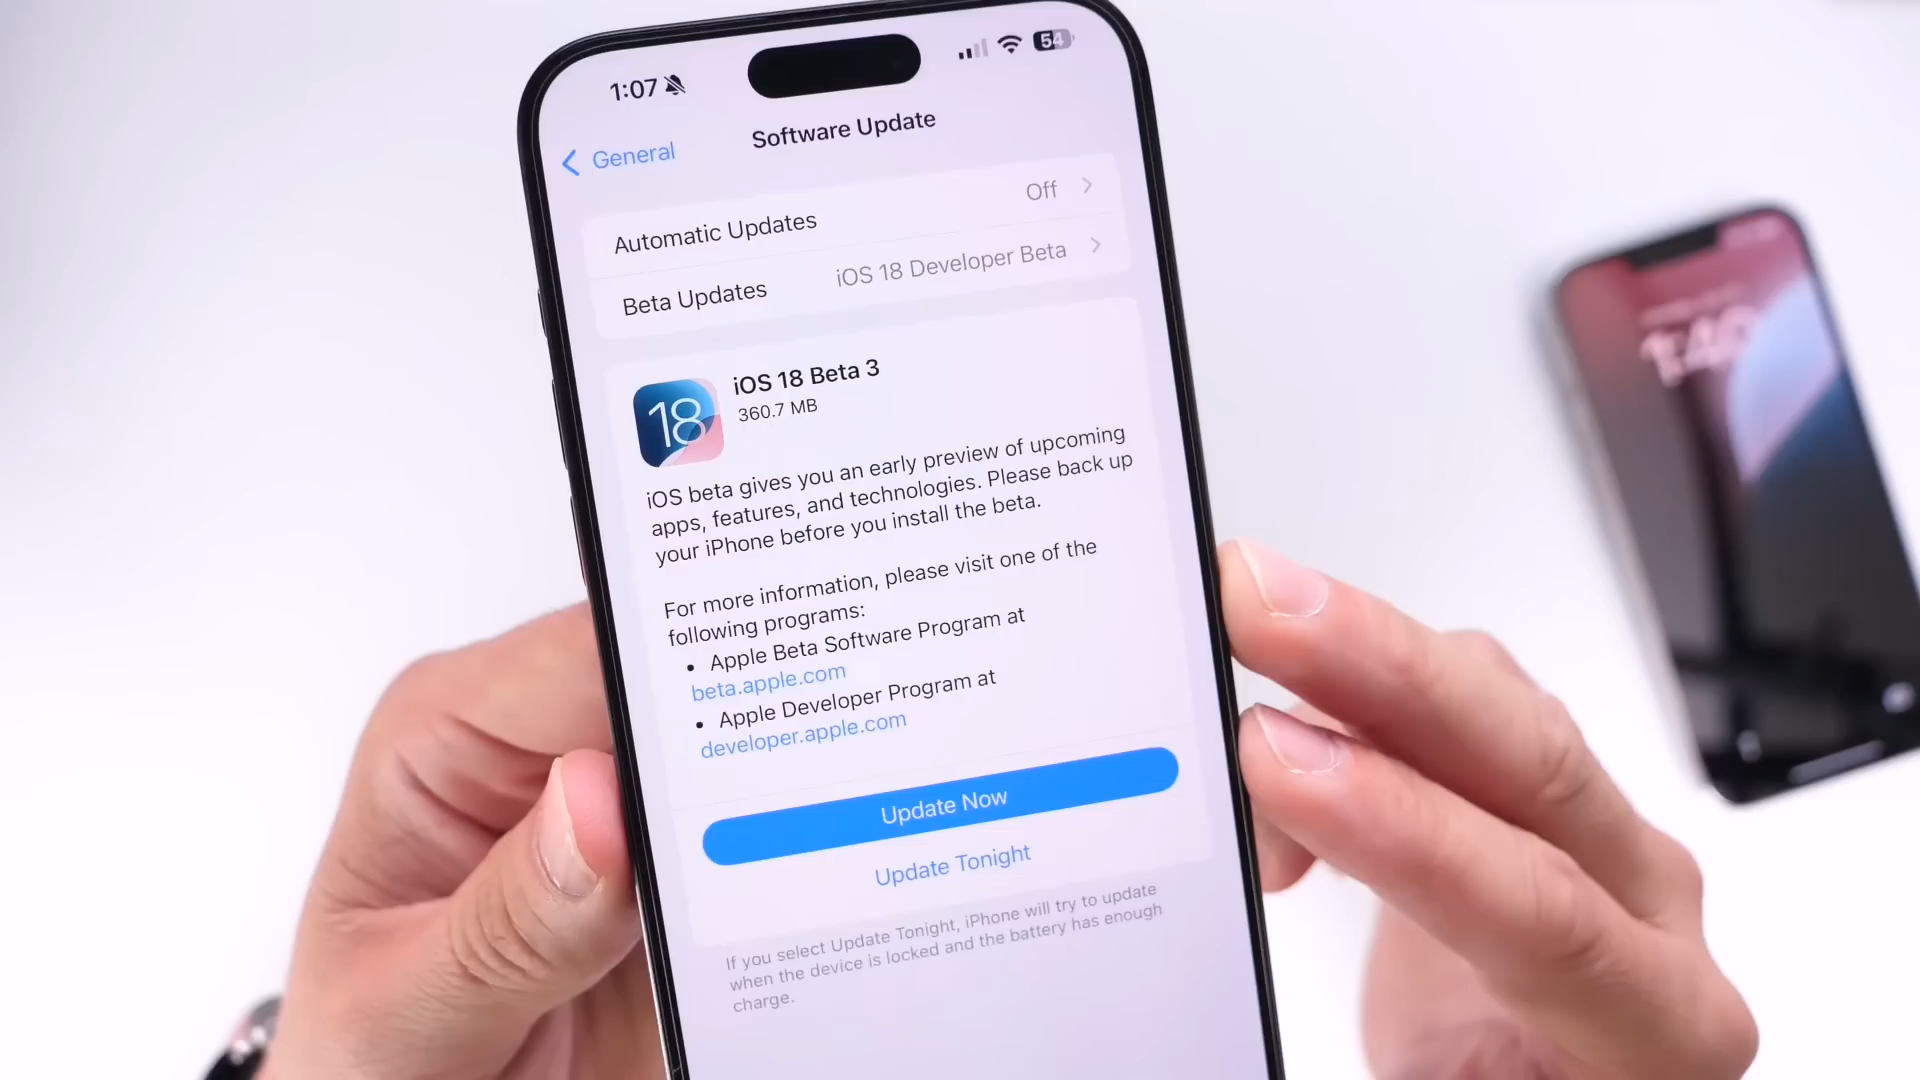 1:07
54
General
Software Update
Automatic Updates
Off
Beta Updates
iOS 18 Developer Beta
18
iOS 18 Beta 3
360.7 MB
iOS beta gives you an early preview of upcoming
apps, features, and technologies. Please back up
your iPhone before you install the beta.
For more information, please visit one of the
following programs:
• Apple Beta Software Program at
beta.apple.com
• Apple Developer Program at
developer.apple.com
Update Now
Update Tonight
If you select Update Tonight, iPhone will try to update
when the device is locked and the battery has enough
charge.
1:40